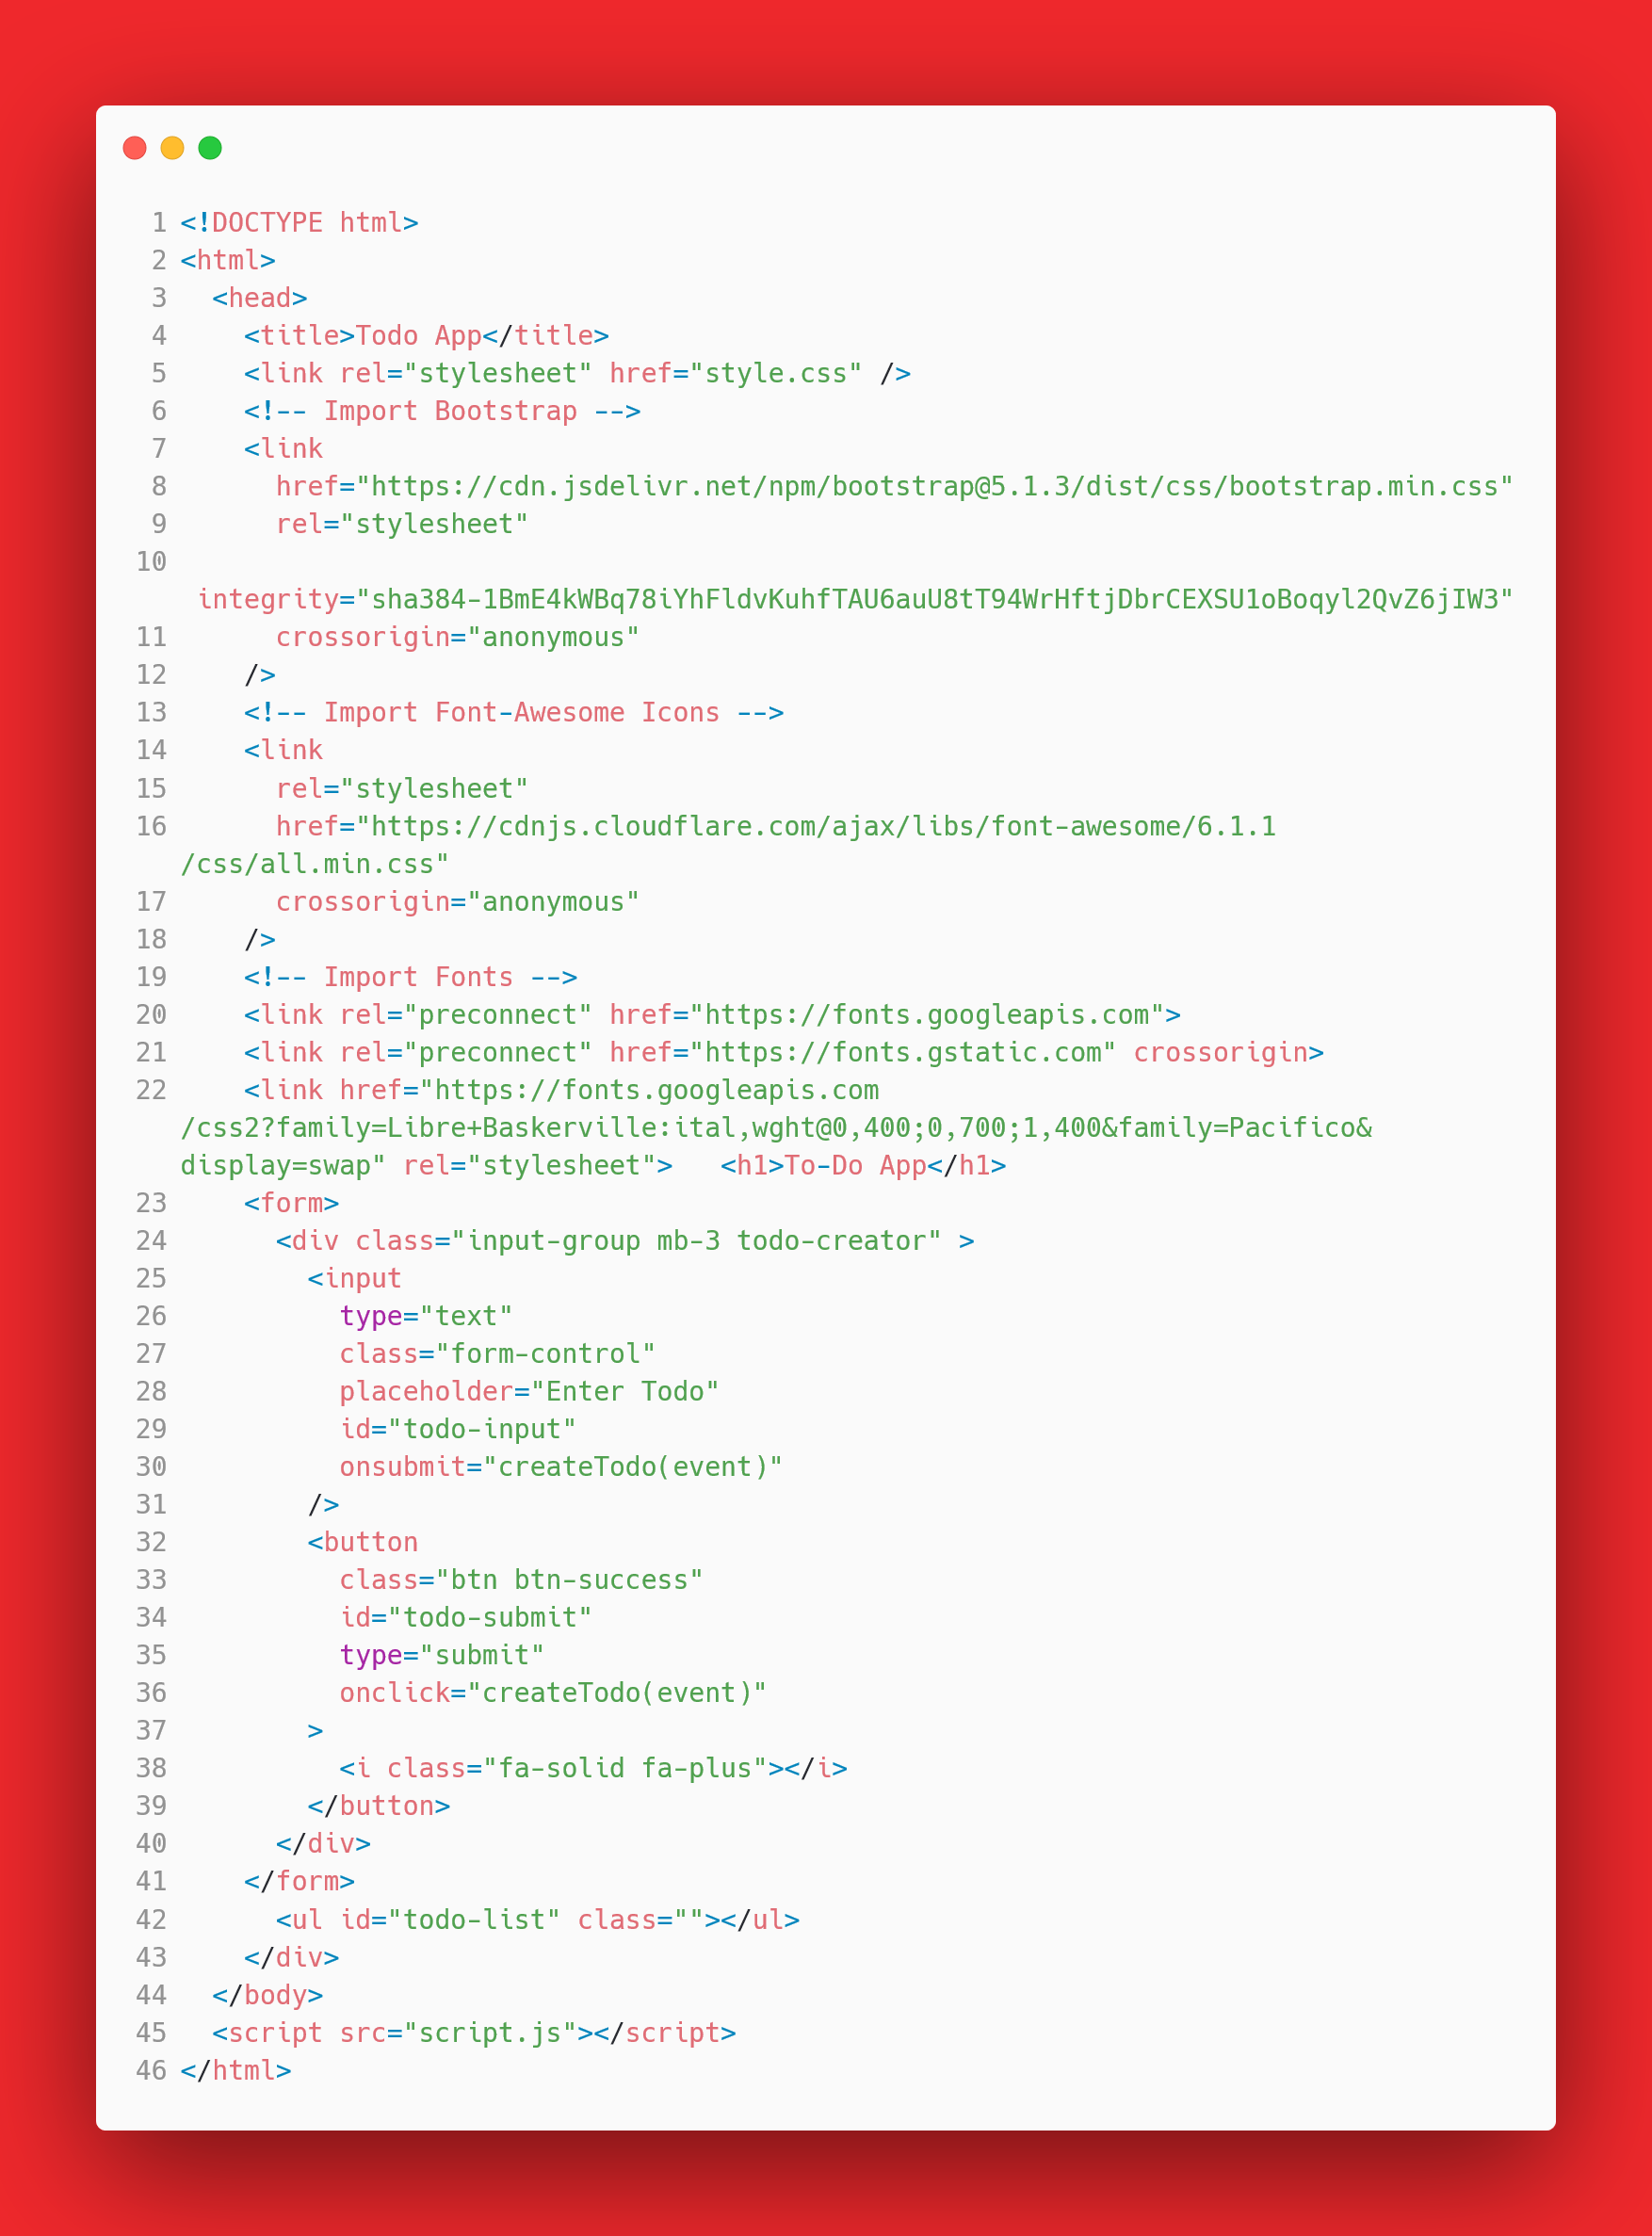 1 <!DOCTYPE html>
2 <html>
3   <head>
4     <title>Todo App</title>
5     <link rel="stylesheet" href="style.css" />
6     <!-- Import Bootstrap -->
7     <link
8       href="https://cdn.jsdelivr.net/npm/bootstrap@5.1.3/dist/css/bootstrap.min.css"
9       rel="stylesheet"
10
 integrity="sha384-1BmE4kWBq78iYhFldvKuhfTAU6auU8tT94WrHftjDbrCEXSU1oBoqyl2QvZ6jIW3"
11       crossorigin="anonymous"
12     />
13     <!-- Import Font-Awesome Icons -->
14     <link
15       rel="stylesheet"
16       href="https://cdnjs.cloudflare.com/ajax/libs/font-awesome/6.1.1
/css/all.min.css"
17       crossorigin="anonymous"
18     />
19     <!-- Import Fonts -->
20     <link rel="preconnect" href="https://fonts.googleapis.com">
21     <link rel="preconnect" href="https://fonts.gstatic.com" crossorigin>
22     <link href="https://fonts.googleapis.com
/css2?family=Libre+Baskerville:ital,wght@0,400;0,700;1,400&family=Pacifico&
display=swap" rel="stylesheet">   <h1>To-Do App</h1>
23     <form>
24       <div class="input-group mb-3 todo-creator" >
25         <input
26           type="text"
27           class="form-control"
28           placeholder="Enter Todo"
29           id="todo-input"
30           onsubmit="createTodo(event)"
31         />
32         <button
33           class="btn btn-success"
34           id="todo-submit"
35           type="submit"
36           onclick="createTodo(event)"
37         >
38           <i class="fa-solid fa-plus"></i>
39         </button>
40       </div>
41     </form>
42       <ul id="todo-list" class=""></ul>
43     </div>
44   </body>
45   <script src="script.js"></script>
46 </html>